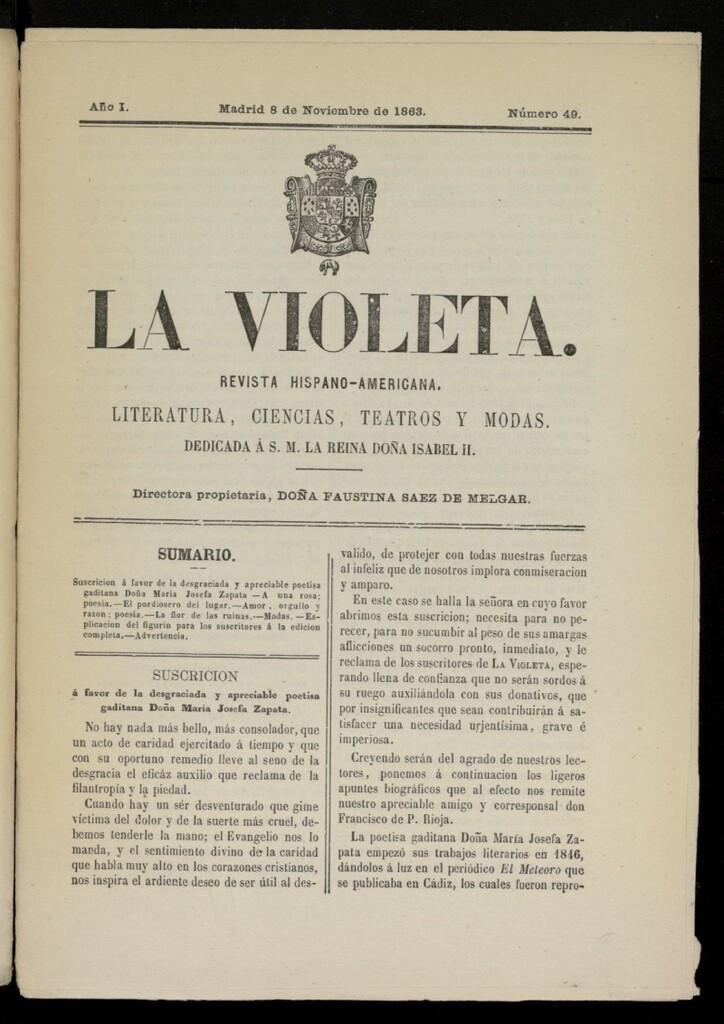 Año I.
Madrid 8 de Noviembre de 1863.
Número 49.
LA VIOLETA.
REVISTA HISPANO-AMERICANA.
LITERATURA, CIENCIAS, TEATROS Y MODAS.
DEDICADA Á S. M. LA REINA DOÑA ISABEL II.
Directora propietaria, DOÑA FAUSTINA SAEZ DE MELGAR.
SUMARIO.
Suscricion á favor de la desgraciada y apreciable poetisa
gaditana Doña Maria Josefa Zapata —A una rosa;
poesia.—El pordiosero del lugar.—Amor, orgullo y
razon; poesia.—La flor de las ruinas.—Modas.—Es-
plicacion del figurin para los suscritores á la edicion
completa.—Advertencia.
SUSCRICION
á favor de la desgraciada y apreciable poetisa
gaditana Doña Maria Josefa Zapata.
No hay nada más bello, más consolador, que
un acto de caridad ejercitado á tiempo y que
con su oportuno remedio lleve al seno de la
desgracia el eficáz auxilio que reclama de la
filantropía y la piedad.
Cuando hay un sér desventurado que gime
víctima del dolor y de la suerte más cruel, de-
bemos tenderle la mano; el Evangelio nos lo
manda, y el sentimiento divino de la caridad
que habla muy alto en los corazones cristianos,
nos inspira el ardiente deseo de ser útil al des-
valido, de protejer con todas nuestras fuerzas
al infeliz que de nosotros implora conmiseracion
y amparo.
En este caso se halla la señora en cuyo favor
abrimos esta suscricion; necesita para no pe-
recer, para no sucumbir al peso de sus amargas
aflicciones un socorro pronto, inmediato, y le
reclama de los suscritores de LA VIOLETA, espe-
rando llena de confianza que no serán sordos á
su ruego auxiliándola con sus donativos, que
por insignificantes que sean contribuirán á sa-
tisfacer una necesidad urjentísima, grave é
imperiosa.
Creyendo serán del agrado de nuestros lec-
tores, ponemos á continuacion los ligeros
apuntes biográficos que al efecto nos remite
nuestro apreciable amigo y corresponsal don
Francisco de P. Rioja.
La poetisa gaditana Doña María Josefa Za-
pata empezó sus trabajos literarios en 1846,
dándolos á luz en el periódico El Meteoro que
se publicaba en Cádiz, los cuales fueron repro-